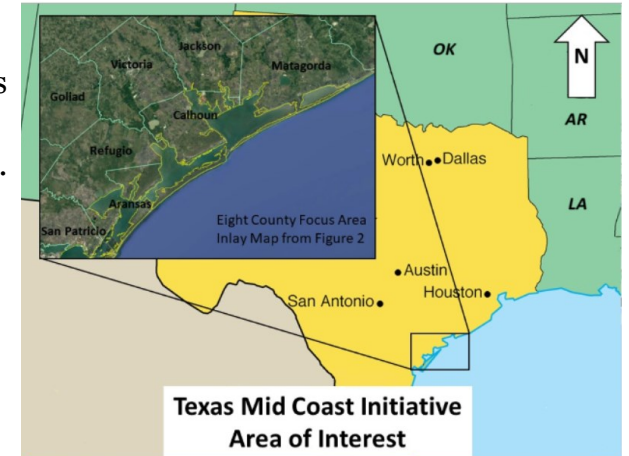 s
.
Jackson
Victoria
Matagorda
Goliad
Calhoun
Refugio
Aransas
San Patricio
Eight County Focus Area
Inlay Map from Figure 2
OK
N
AR
Worth
Dallas
LA
Austin
Houston
San Antonio
Texas Mid Coast Initiative
Area of Interest